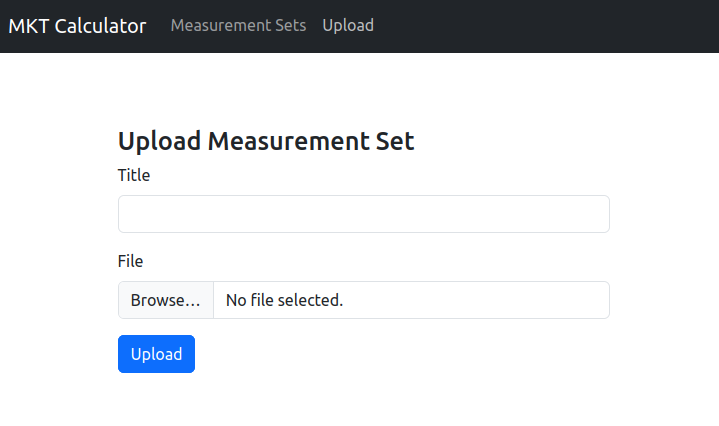 MKT Calculator Measurement Sets Upload
Upload Measurement Set
Title
File
Browse... No file selected.
Upload